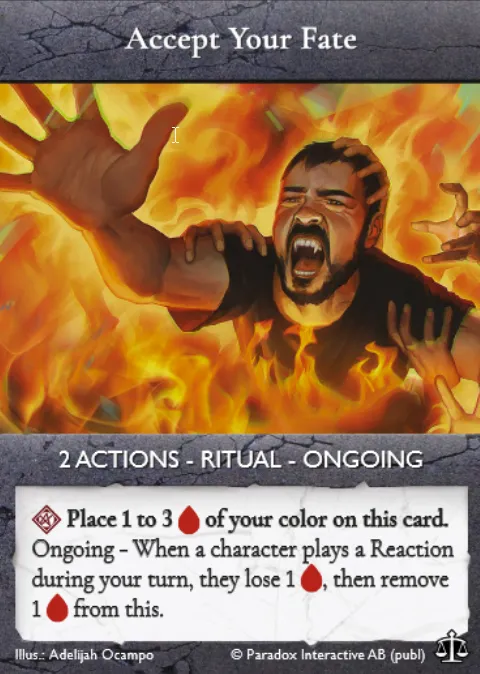 Accept Your Fate
2 ACTIONS - RITUAL - ONGOING
Place 1 to 3 of your color on this card.
Ongoing - When a character plays a Reaction
during your turn, they lose 1 , then remove
1 from this.
Illus.: Adelijah Ocampo © Paradox Interactive AB (publ)